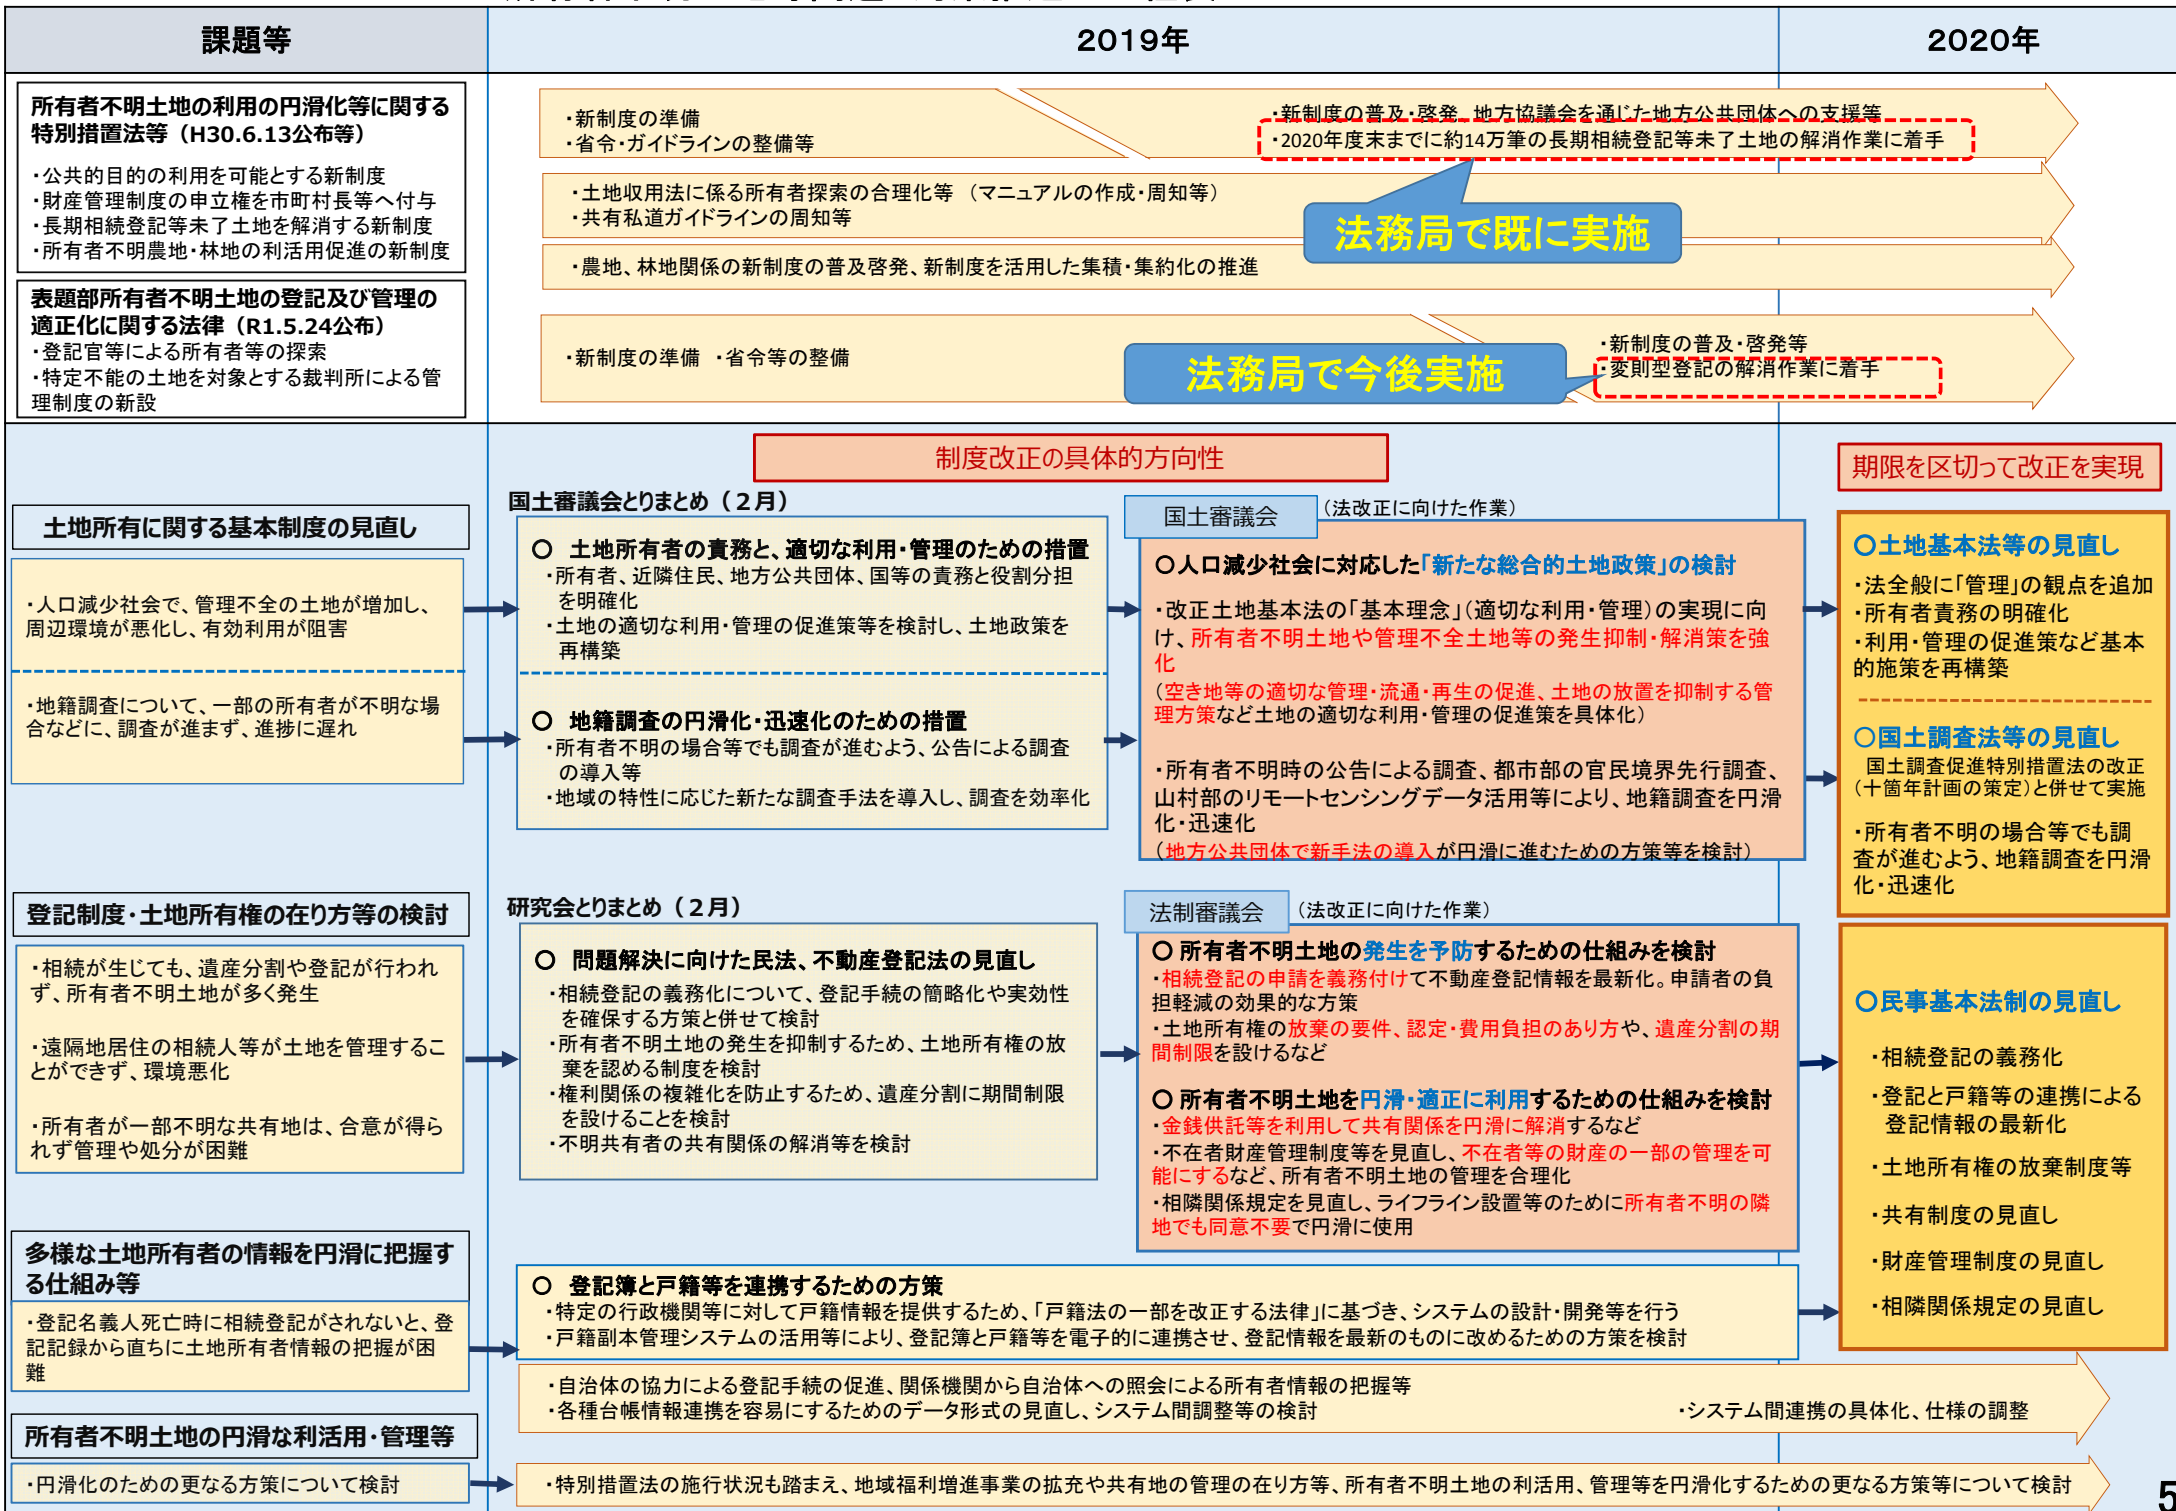 課題等
2019年
2020年
所有者不明土地の利用の円滑化等に関する
特別措置法等（H30.6.13公布等）
・公共的目的の利用を可能とする新制度
・財産管理制度の申立権を市町村長等へ付与
・長期相続登記等未了土地を解消する新制度
・所有者不明農地・林地の利活用促進の新制度
・新制度の準備
・省令・ガイドラインの整備等
・新制度の普及・啓発、地方協議会を通じた地方公共団体への支援等
・2020年度末までに約14万筆の長期相続登記等未了土地の解消作業に着手
・土地収用法に係る所有者探索の合理化等 （マニュアルの作成・周知等）
・共有私道ガイドラインの周知等
法務局で既に実施
・農地、林地関係の新制度の普及啓発、新制度を活用した集積・集約化の推進
表題部所有者不明土地の登記及び管理の
適正化に関する法律（R1.5.24公布）
・登記官等による所有者等の探索
・特定不能の土地を対象とする裁判所による管
理制度の新設
・新制度の準備 ・省令等の整備
法務局で今後実施
・新制度の普及・啓発等
・変則型登記の解消作業に着手
制度改正の具体的方向性
期限を区切って改正を実現
土地所有に関する基本制度の見直し
・人口減少社会で、管理不全の土地が増加し、
周辺環境が悪化し、有効利用が阻害
・地籍調査について、一部の所有者が不明な場
合などに、調査が進まず、進捗に遅れ
国土審議会とりまとめ（２月）
○ 土地所有者の責務と、適切な利用・管理のための措置
・所有者、近隣住民、地方公共団体、国等の責務と役割分担
を明確化
・土地の適切な利用・管理の促進策等を検討し、土地政策を
再構築
○ 地籍調査の円滑化・迅速化のための措置
・所有者不明の場合等でも調査が進むよう、公告による調査
の導入等
・地域の特性に応じた新たな調査手法を導入し、調査を効率化
国土審議会
（法改正に向けた作業）
○人口減少社会に対応した「新たな総合的土地政策」の検討
・改正土地基本法の「基本理念」（適切な利用・管理）の実現に向
け、所有者不明土地や管理不全土地等の発生抑制・解消策を強
化
（空き地等の適切な管理・流通・再生の促進、土地の放置を抑制する管
理方策など土地の適切な利用・管理の促進策を具体化）
・所有者不明時の公告による調査、都市部の官民境界先行調査、
山村部のリモートセンシングデータ活用等により、地籍調査を円滑
化・迅速化
（地方公共団体で新手法の導入が円滑に進むための方策等を検討）
○土地基本法等の見直し
・法全般に「管理」の観点を追加
・所有者責務の明確化
・利用・管理の促進策など基本
的施策を再構築
○国土調査法等の見直し
国土調査促進特別措置法の改正
（十箇年計画の策定）と併せて実施
・所有者不明の場合等でも調
査が進むよう、地籍調査を円滑
化・迅速化
登記制度・土地所有権の在り方等の検討
・相続が生じても、遺産分割や登記が行われ
ず、所有者不明土地が多く発生
・遠隔地居住の相続人等が土地を管理するこ
とができず、環境悪化
・所有者が一部不明な共有地は、合意が得ら
れず管理や処分が困難
研究会とりまとめ（２月）
○ 問題解決に向けた民法、不動産登記法の見直し
・相続登記の義務化について、登記手続の簡略化や実効性
を確保する方策と併せて検討
・所有者不明土地の発生を抑制するため、土地所有権の放
棄を認める制度を検討
・権利関係の複雑化を防止するため、遺産分割に期間制限
を設けることを検討
・不明共有者の共有関係の解消等を検討
法制審議会
（法改正に向けた作業）
○ 所有者不明土地の発生を予防するための仕組みを検討
・相続登記の申請を義務付けて不動産登記情報を最新化。申請者の負
担軽減の効果的な方策
・土地所有権の放棄の要件、認定・費用負担のあり方や、遺産分割の期
間制限を設けるなど
○ 所有者不明土地を円滑・適正に利用するための仕組みを検討
・金銭供託等を利用して共有関係を円滑に解消するなど
・不在者財産管理制度等を見直し、不在者等の財産の一部の管理を可
能にするなど、所有者不明土地の管理を合理化
・相隣関係規定を見直し、ライフライン設置等のために所有者不明の隣
地でも同意不要で円滑に使用
○民事基本法制の見直し
・相続登記の義務化
・登記と戸籍等の連携による
登記情報の最新化
・土地所有権の放棄制度等
・共有制度の見直し
・財産管理制度の見直し
・相隣関係規定の見直し
多様な土地所有者の情報を円滑に把握す
る仕組み等
・登記名義人死亡時に相続登記がされないと、登
記記録から直ちに土地所有者情報の把握が困
難
○ 登記簿と戸籍等を連携するための方策
・特定の行政機関等に対して戸籍情報を提供するため、「戸籍法の一部を改正する法律」に基づき、システムの設計・開発等を行う
・戸籍副本管理システムの活用等により、登記簿と戸籍等を電子的に連携させ、登記情報を最新のものに改めるための方策を検討
・自治体の協力による登記手続の促進、関係機関から自治体への照会による所有者情報の把握等
・各種台帳情報連携を容易にするためのデータ形式の見直し、システム間調整等の検討
・システム間連携の具体化、仕様の調整
所有者不明土地の円滑な利活用・管理等
・円滑化のための更なる方策について検討
・特別措置法の施行状況も踏まえ、地域福利増進事業の拡充や共有地の管理の在り方等、所有者不明土地の利活用、管理等を円滑化するための更なる方策等について検討
5